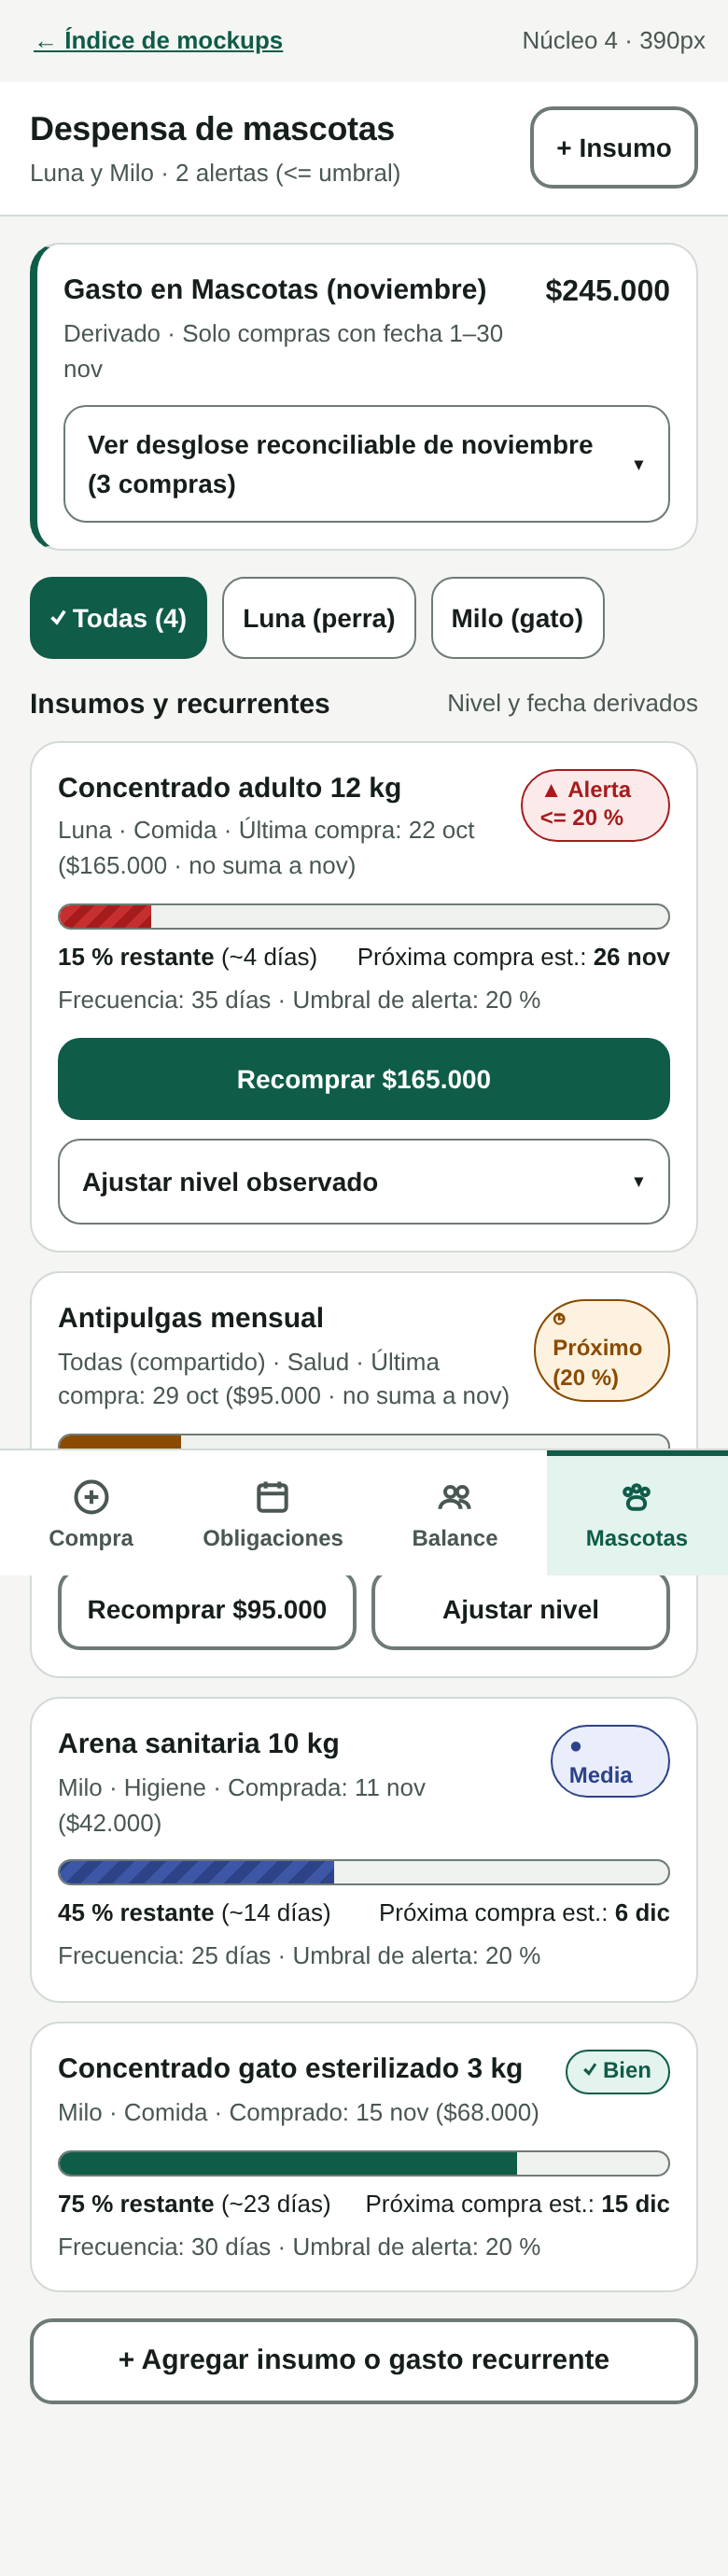 ← Índice de mockups
Núcleo 4 · 390px
Despensa de mascotas
Luna y Milo · 2 alertas (<= umbral)
+ Insumo
Gasto en Mascotas (noviembre)
$245.000
Derivado · Solo compras con fecha 1–30
nov
Ver desglose reconciliable de noviembre
(3 compras)
▼
✓ Todas (4)
Luna (perra)
Milo (gato)
Insumos y recurrentes
Nivel y fecha derivados
Concentrado adulto 12 kg
▲ Alerta
<= 20 %
Luna · Comida · Última compra: 22 oct
($165.000 · no suma a nov)
15 % restante (~4 días)
Próxima compra est.: 26 nov
Frecuencia: 35 días · Umbral de alerta: 20 %
Recomprar $165.000
Ajustar nivel observado
▼
Antipulgas mensual
Próximo
(20 %)
Todas (compartido) · Salud · Última
compra: 29 oct ($95.000 · no suma a nov)
Compra
Obligaciones
Balance
Mascotas
Recomprar $95.000
Ajustar nivel
Arena sanitaria 10 kg
●
Media
Milo · Higiene · Comprada: 11 nov
($42.000)
45 % restante (~14 días)
Próxima compra est.: 6 dic
Frecuencia: 25 días · Umbral de alerta: 20 %
Concentrado gato esterilizado 3 kg
✓ Bien
Milo · Comida · Comprado: 15 nov ($68.000)
75 % restante (~23 días)
Próxima compra est.: 15 dic
Frecuencia: 30 días · Umbral de alerta: 20 %
+ Agregar insumo o gasto recurrente